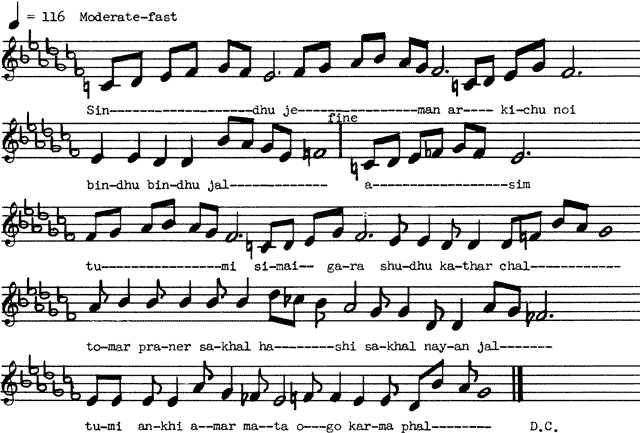 = 116 Moderate-fast
Sin-------------------dhu je---------------man ar---- ki-chu noi
fine
bin-dhu bin-dhu jal------------- a------------------sim
tu---------------mi si-mai-- ga-ra shu-dhu ka-thar chal------------
to-mar pra-ner sa-khal ha--------shi sa-khal nay-an jal-------
tu-mi an-khi a--mar ma--ta o---go kar-ma phal-------- D.C.